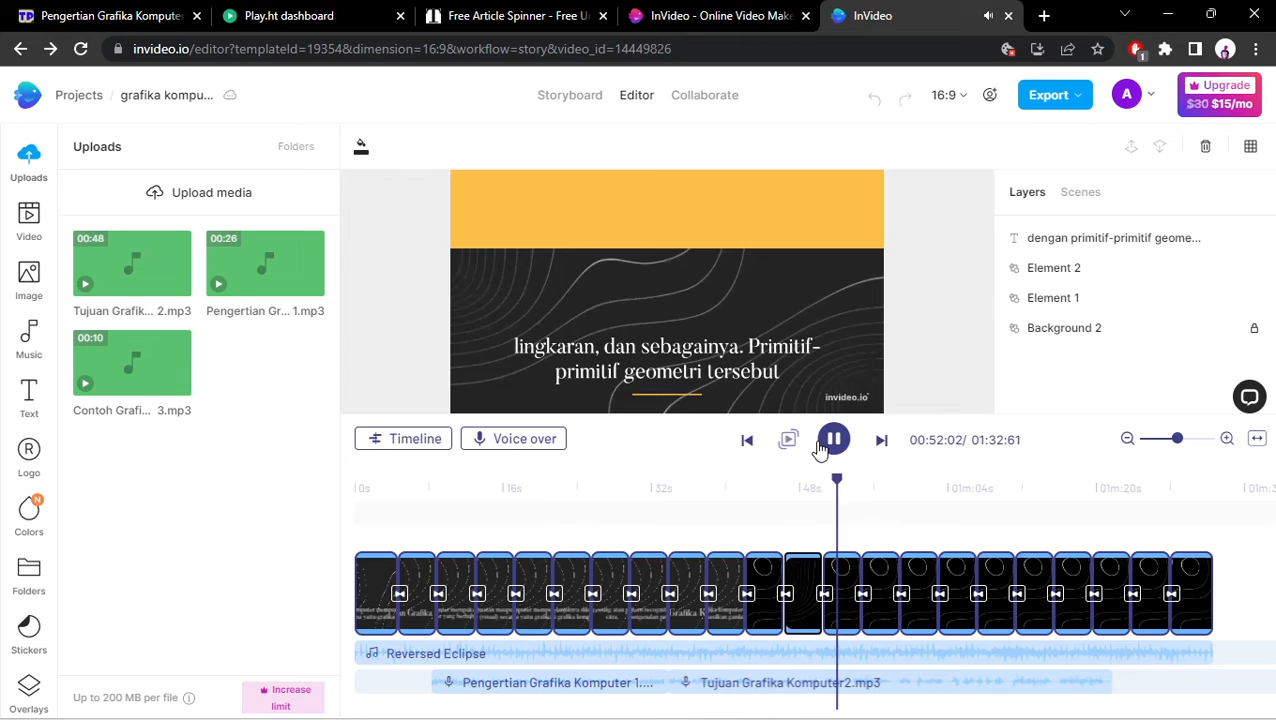 Pengertian Grafika Komputer
Play.ht dashboard
Free Article Spinner - Free Un
InVideo - Online Video Make
InVideo
invideo.io/editor?templateId=19354&dimension=16:9&workflow=story&video_id=14449826
1
Projects / grafika kompu...
Storyboard
Editor
Collaborate
16:9
Export
A
Upgrade
$30 $15/mo
Uploads
Folders
Upload media
Uploads
Video
Image
Music
Text
Logo
Colors
N
Folders
Stickers
Overlays
00:48
00:26
Tujuan Grafik... 2.mp3
Pengertian Gr... 1.mp3
00:10
Contoh Grafi... 3.mp3
Up to 200 MB per file
Increase
limit
lingkaran, dan sebagainya. Primitif-
primitif geometri tersebut
invideo.io
Layers
Scenes
dengan primitif-primitif geome...
Element 2
Element 1
Background 2
Timeline
Voice over
00:52:02/ 01:32:61
0s
16s
32s
48s
01m:04s
01m:20s
Reversed Eclipse
Pengertian Grafika Komputer 1....
Tujuan Grafika Komputer2.mp3